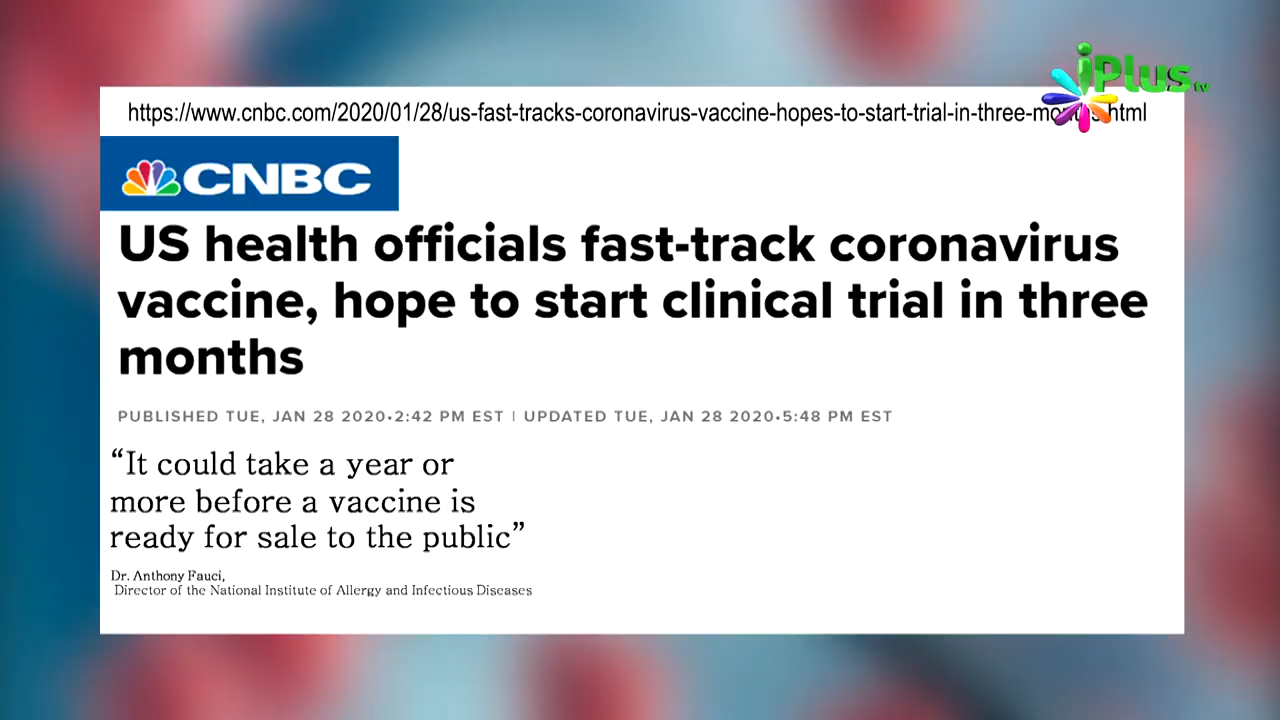 iPlus tv
https://www.cnbc.com/2020/01/28/us-fast-tracks-coronavirus-vaccine-hopes-to-start-trial-in-three-months.html
CNBC
US health officials fast-track coronavirus
vaccine, hope to start clinical trial in three
months
PUBLISHED TUE, JAN 28 2020•2:42 PM EST | UPDATED TUE, JAN 28 2020•5:48 PM EST
“It could take a year or
more before a vaccine is
ready for sale to the public”
Dr. Anthony Fauci,
Director of the National Institute of Allergy and Infectious Diseases